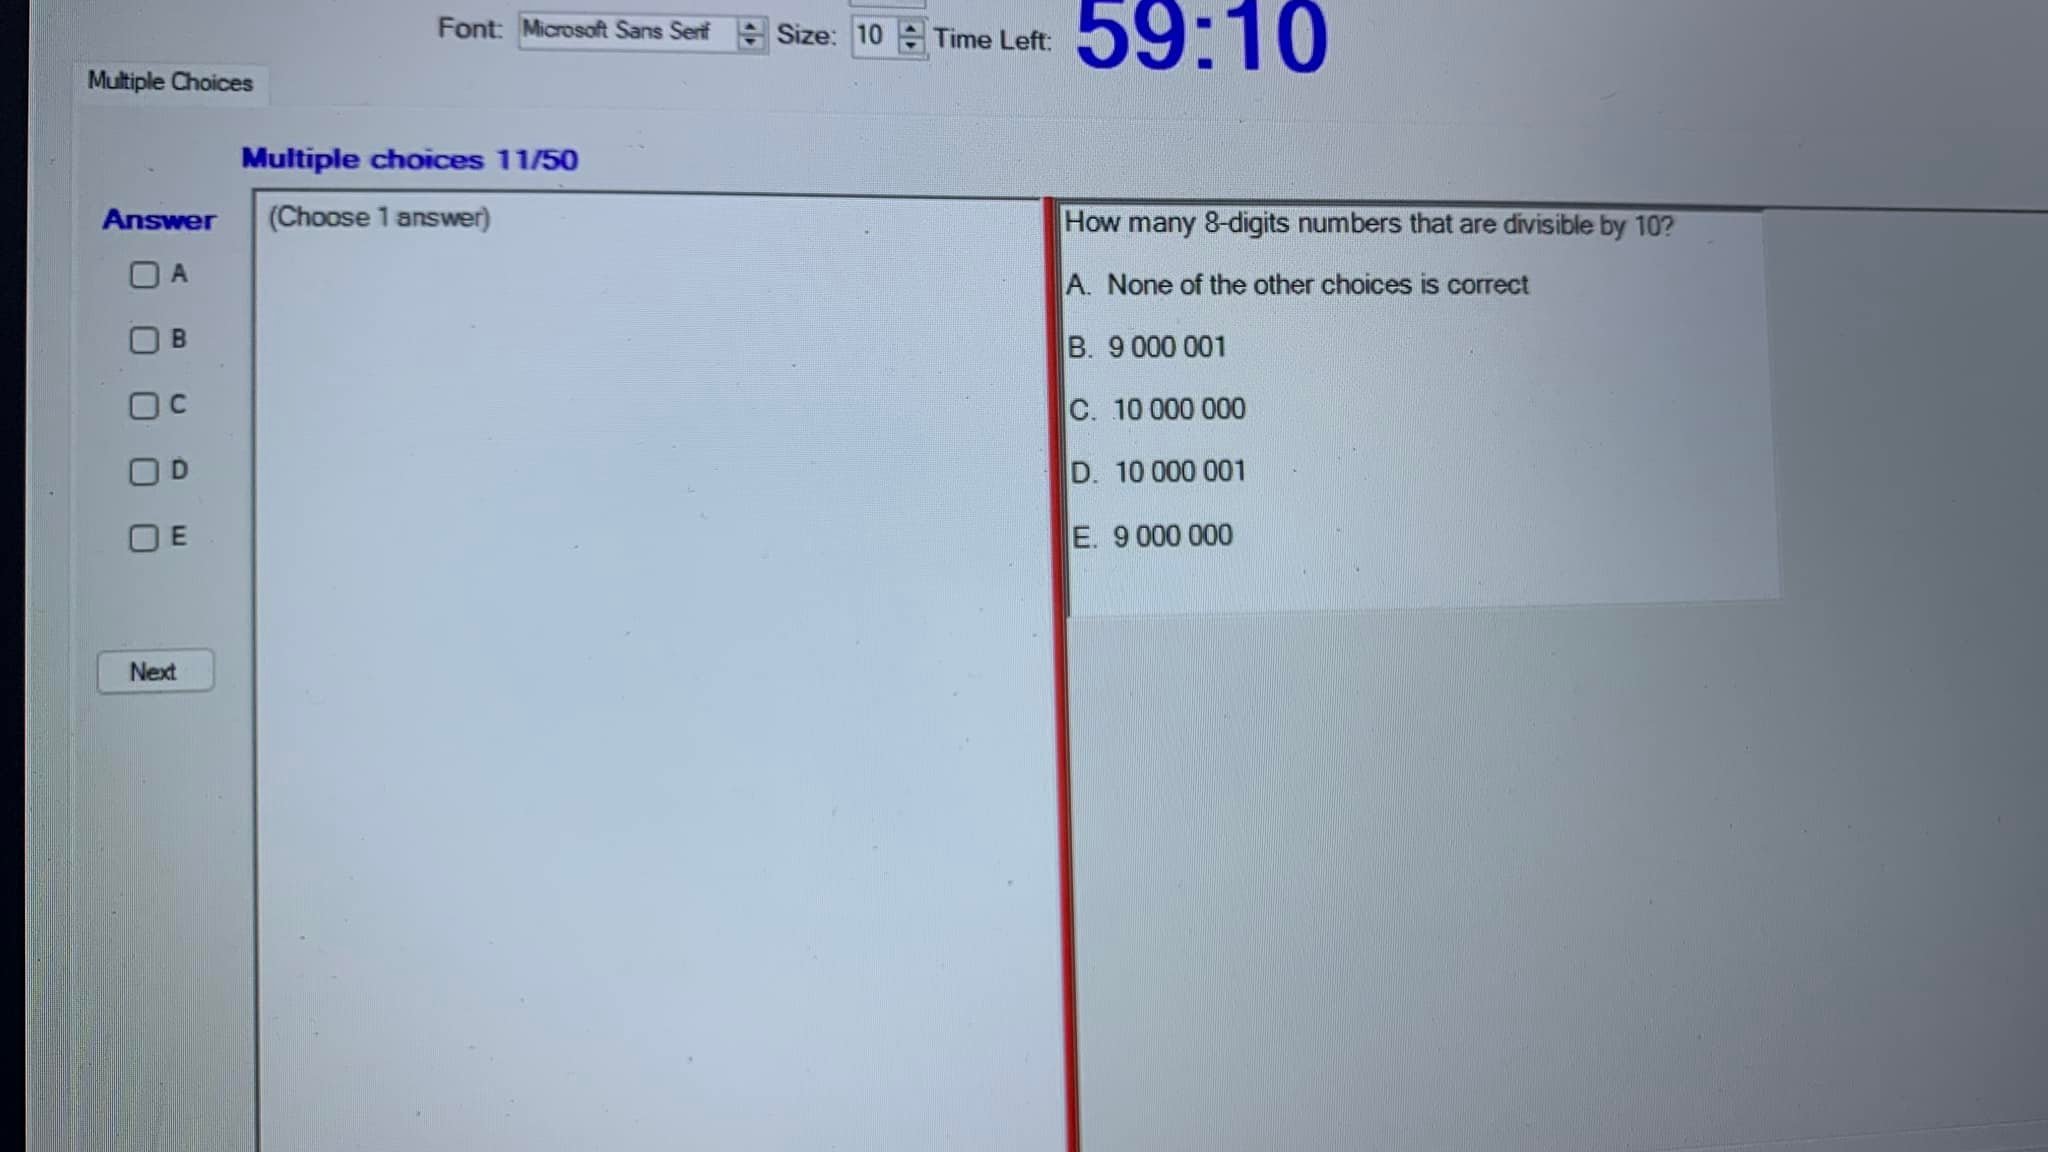 Font: Microsoft Sans Serif Size: 10 Time Left: 59:10
Multiple Choices
Multiple choices 11/50
Answer
A
B
C
D
E
Next
(Choose 1 answer)
How many 8-digits numbers that are divisible by 10?
A. None of the other choices is correct
B. 9 000 001
C. 10 000 000
D. 10 000 001
E. 9 000 000